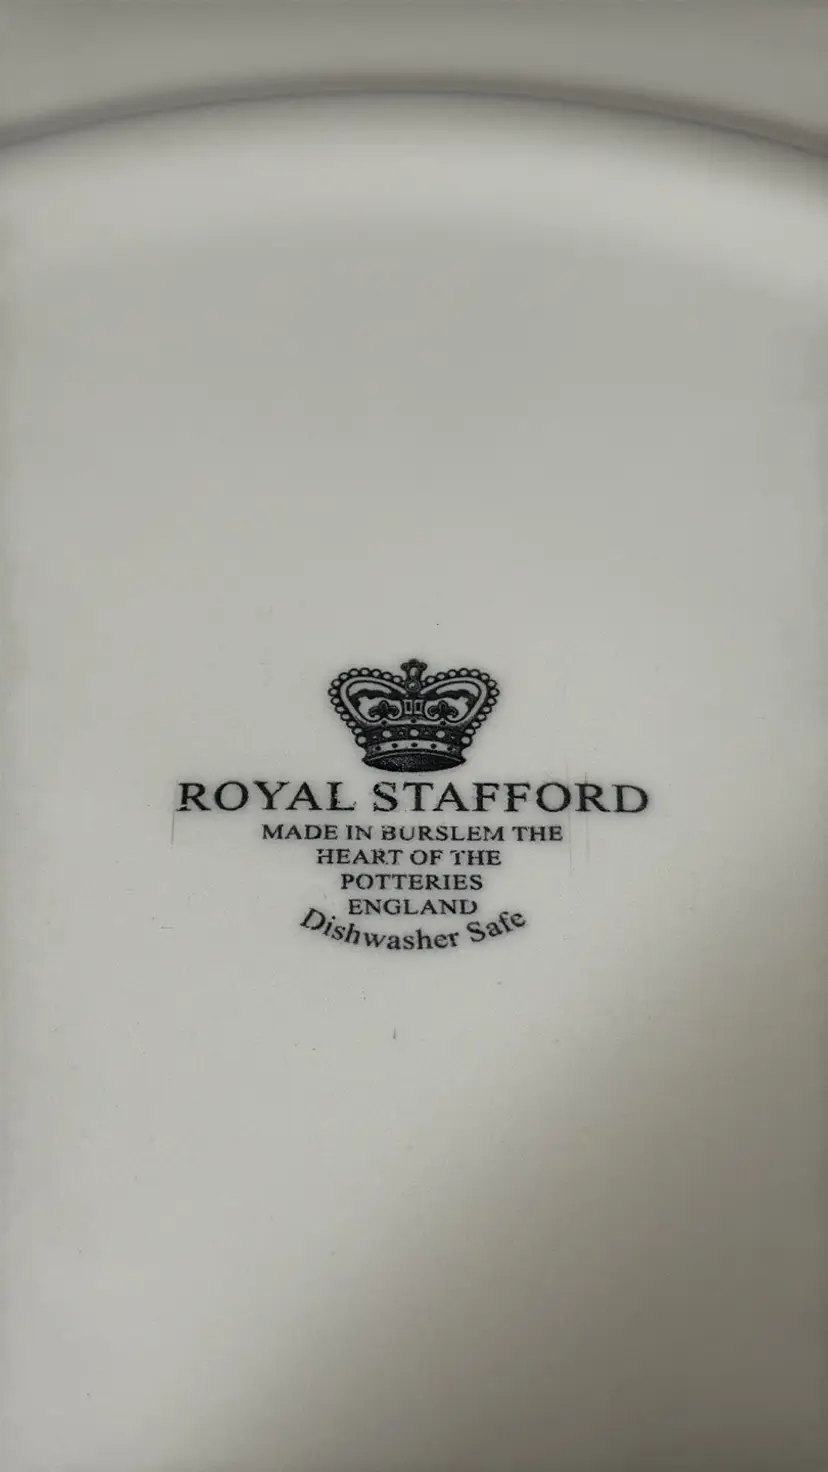 ROYAL STAFFORD
MADE IN BURSLEM THE
HEART OF THE
POTTERIES
ENGLAND
Dishwasher Safe